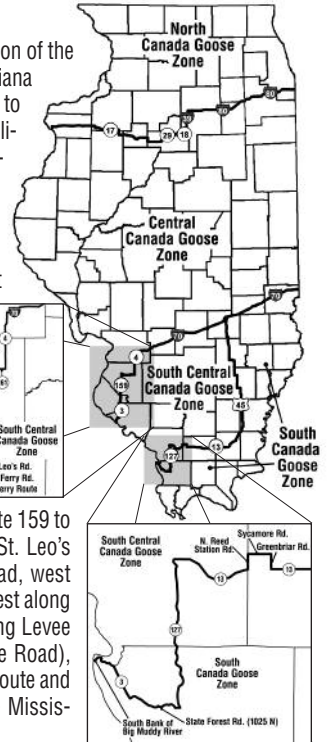 ion of the
iana
to
li-
-
North
Canada Goose
Zone
80
39
17
29
18
Central
Canada Goose
Zone
70
70
4
159
3
South Central
Canada Goose
Zone
45
13
127
South
Canada
Goose
Zone
4
South Central
Canada Goose
Zone
Leo's Rd.
Ferry Rd.
erry Route
te 159 to
St. Leo's
ad, west
est along
ng Levee
e Road),
oute and
Missis-
South Central
Canada Goose
Zone
N. Reed
Station Rd.
Sycamore Rd.
Greenbriar Rd.
13
13
127
3
South
Canada Goose
Zone
South Bank of
Big Muddy River
State Forest Rd. (1025 N)